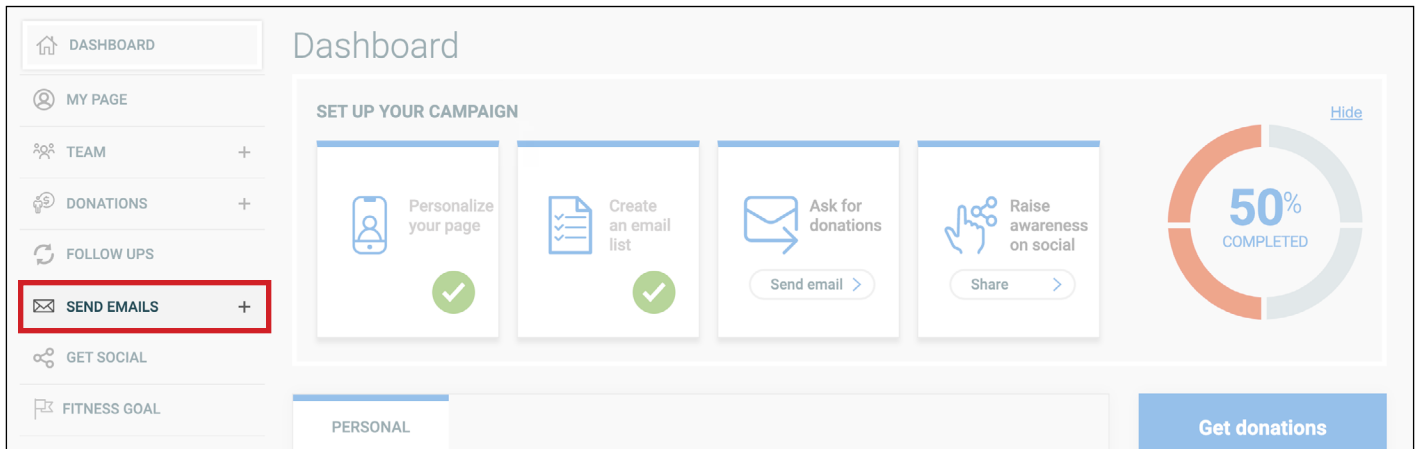 DASHBOARD
MY PAGE
TEAM +
DONATIONS +
FOLLOW UPS
SEND EMAILS +
GET SOCIAL
FITNESS GOAL
Dashboard
SET UP YOUR CAMPAIGN
Hide
Personalize
your page
Create
an email
list
Ask for
donations
Send email >
Raise
awareness
on social
Share >
50%
COMPLETED
PERSONAL
Get donations